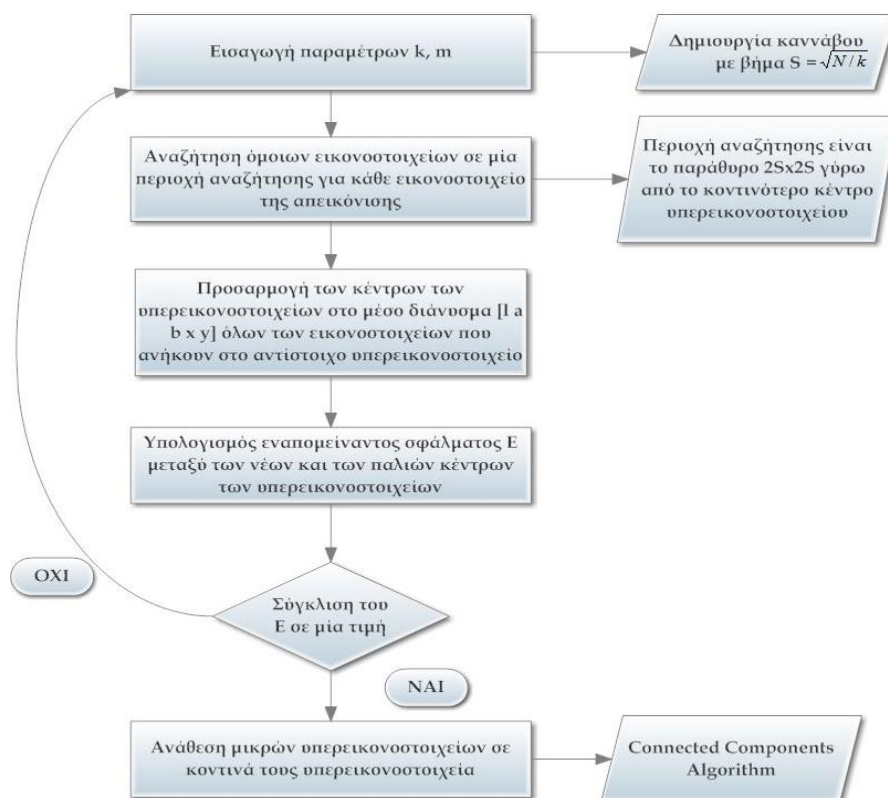 Εισαγωγή παραμέτρων k, m
Δημιουργία καννάβου
με βήμα S = √N / k
Αναζήτηση όμοιων εικονοστοιχείων σε μία
περιοχή αναζήτησης για κάθε εικονοστοιχείο
της απεικόνισης
Περιοχή αναζήτησης είναι
το παράθυρο 2Sx2S γύρω
από το κοντινότερο κέντρο
υπερεικονοστοιχείου
Προσαρμογή των κέντρων των
υπερεικονοστοιχείων στο μέσο διάνυσμα [l a
b x y] όλων των εικονοστοιχείων που
ανήκουν στο αντίστοιχο υπερεικονοστοιχείο
Υπολογισμός εναπομείναντος σφάλματος Ε
μεταξύ των νέων και των παλιών κέντρων
των υπερεικονοστοιχείων
ΟΧΙ
Σύγκλιση του
Ε σε μία τιμή
ΝΑΙ
Ανάθεση μικρών υπερεικονοστοιχείων σε
κοντινά τους υπερεικονοστοιχεία
Connected Components
Algorithm